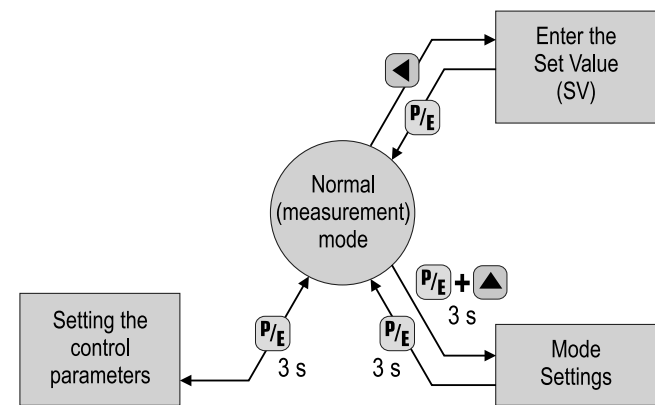 Enter the
Set Value
(SV)
◀
P/E
Normal
(measurement)
mode
P/E + ▲
3 s
P/E
3 s
P/E
3 s
Setting the
control
parameters
Mode
Settings